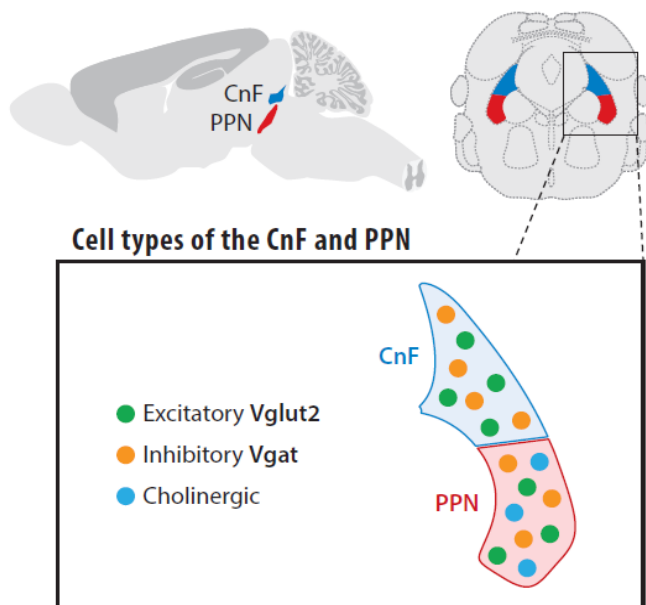 CnF
PPN
Cell types of the CnF and PPN
CnF
Excitatory Vglut2
Inhibitory Vgat
Cholinergic
PPN